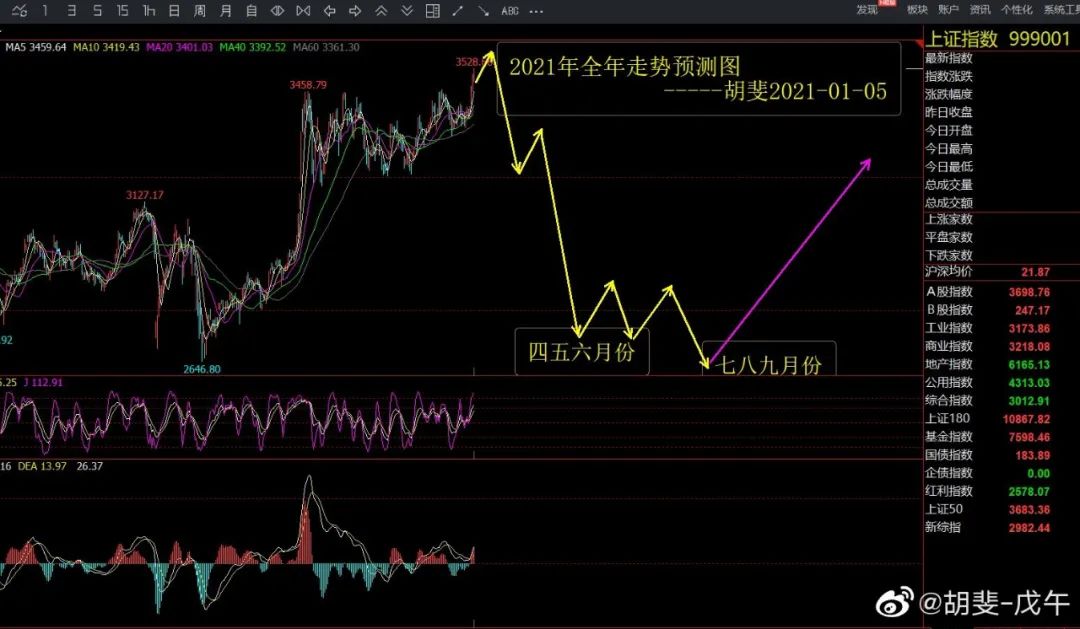 1 3 5 15 1h 日 周 月 自 ABG
发现 NEW 板块 账户 资讯 个性化 系统工具
MA5 3459.64 MA10 3419.43 MA20 3401.03 MA40 3392.52 MA60 3361.30
上证指数 999001
3528.
2021年全年走势预测图
-----胡斐2021-01-05
3458.79
3127.17
2646.80
.92
四五六月份
七八九月份
最新指数
指数涨跌
涨跌幅度
昨日收盘
今日开盘
今日最高
今日最低
总成交量
总成交额
上涨家数
平盘家数
下跌家数
沪深均价 21.87
A股指数 3698.76
B股指数 247.17
工业指数 3173.86
商业指数 3218.08
地产指数 6165.13
公用指数 4313.03
综合指数 3012.91
上证180 10867.82
基金指数 7598.46
国债指数 183.89
企债指数 0.00
红利指数 2578.07
上证50 3683.36
新综指 2982.44
5.25 J 112.91
16 DEA 13.97 26.37
@胡斐-戊午